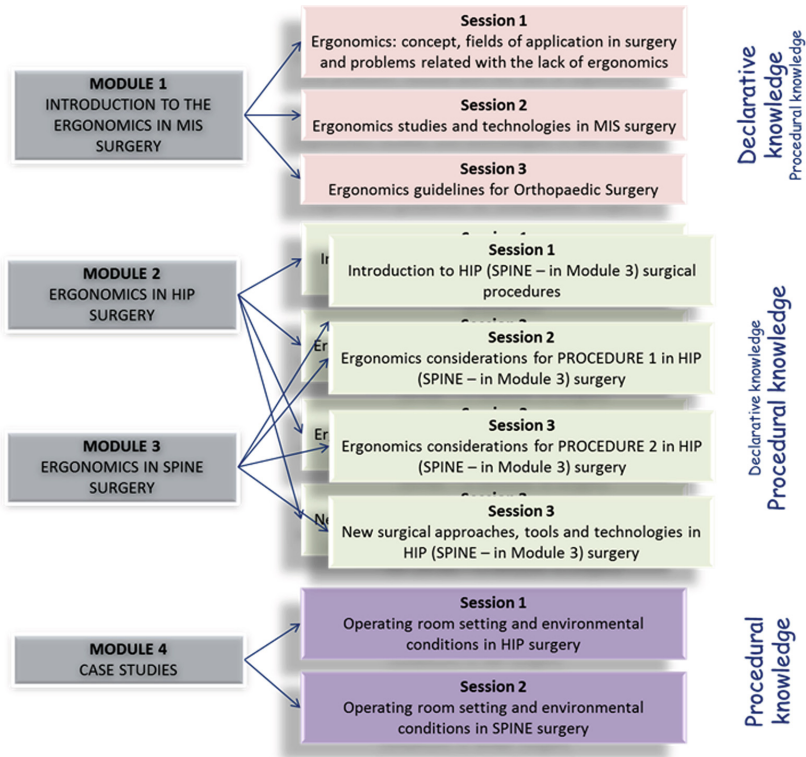 MODULE 1
INTRODUCTION TO THE
ERGONOMICS IN MIS
SURGERY
Session 1
Ergonomics: concept, fields of application in surgery
and problems related with the lack of ergonomics
Session 2
Ergonomics studies and technologies in MIS surgery
Session 3
Ergonomics guidelines for Orthopaedic Surgery
Declarative
knowledge
Procedural knowledge
MODULE 2
ERGONOMICS IN HIP
SURGERY
MODULE 3
ERGONOMICS IN SPINE
SURGERY
Session 1
Introduction to HIP (SPINE – in Module 3) surgical
procedures
Session 2
Ergonomics considerations for PROCEDURE 1 in HIP
(SPINE – in Module 3) surgery
Session 3
Ergonomics considerations for PROCEDURE 2 in HIP
(SPINE – in Module 3) surgery
Session 3
New surgical approaches, tools and technologies in
HIP (SPINE – in Module 3) surgery
Declarative knowledge
Procedural knowledge
MODULE 4
CASE STUDIES
Session 1
Operating room setting and environmental
conditions in HIP surgery
Session 2
Operating room setting and environmental
conditions in SPINE surgery
Procedural
knowledge